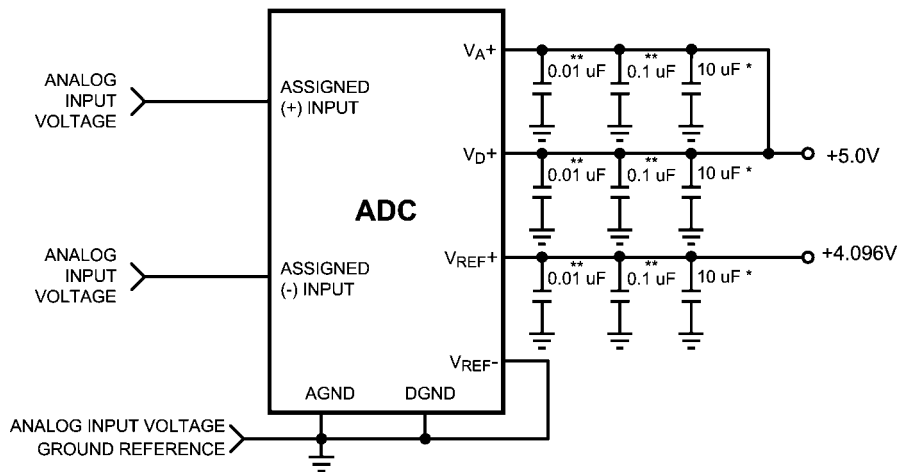 ANALOG
INPUT
VOLTAGE
ASSIGNED
(+) INPUT
ANALOG
INPUT
VOLTAGE
ASSIGNED
(-) INPUT
ADC
VA+
** ** 
0.01 uF 0.1 uF 10 uF *
VD+
+5.0V
** **
0.01 uF 0.1 uF 10 uF *
VREF+
+4.096V
** **
0.01 uF 0.1 uF 10 uF *
VREF-
AGND DGND
ANALOG INPUT VOLTAGE
GROUND REFERENCE